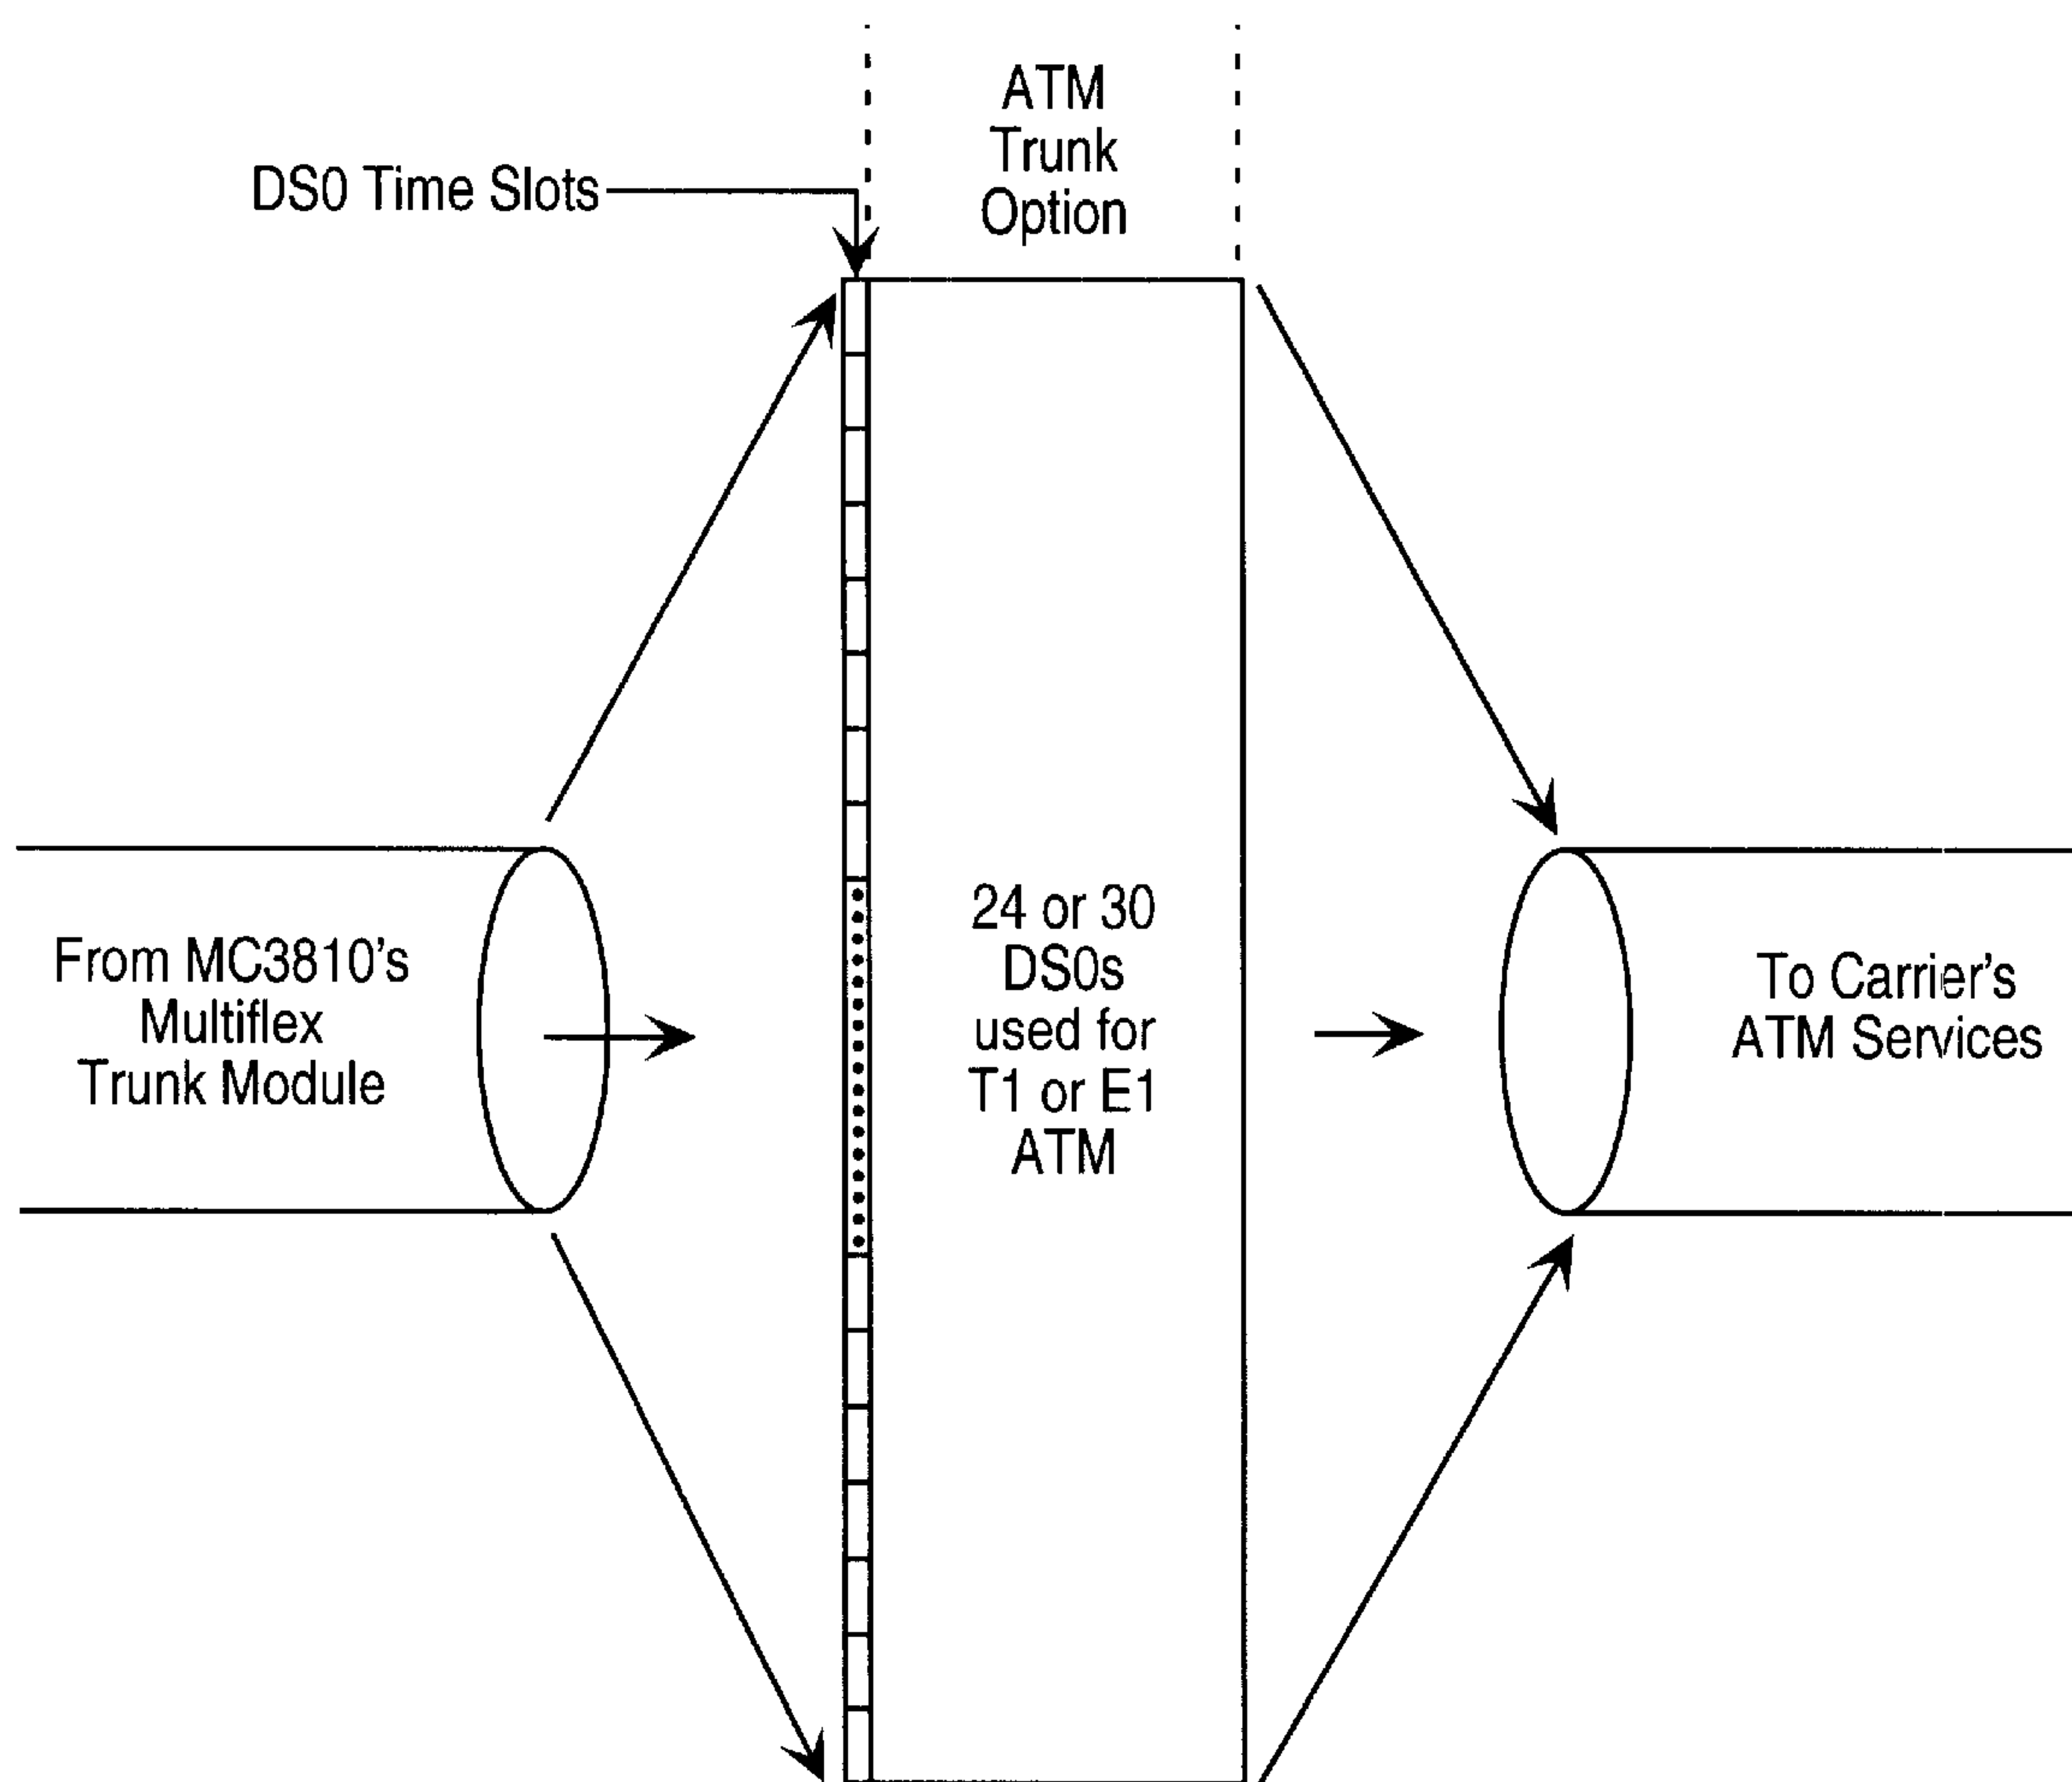 ATM
Trunk
Option
DS0 Time Slots
From MC3810's
Multiflex
Trunk Module
24 or 30
DS0s
used for
T1 or E1
ATM
To Carrier's
ATM Services